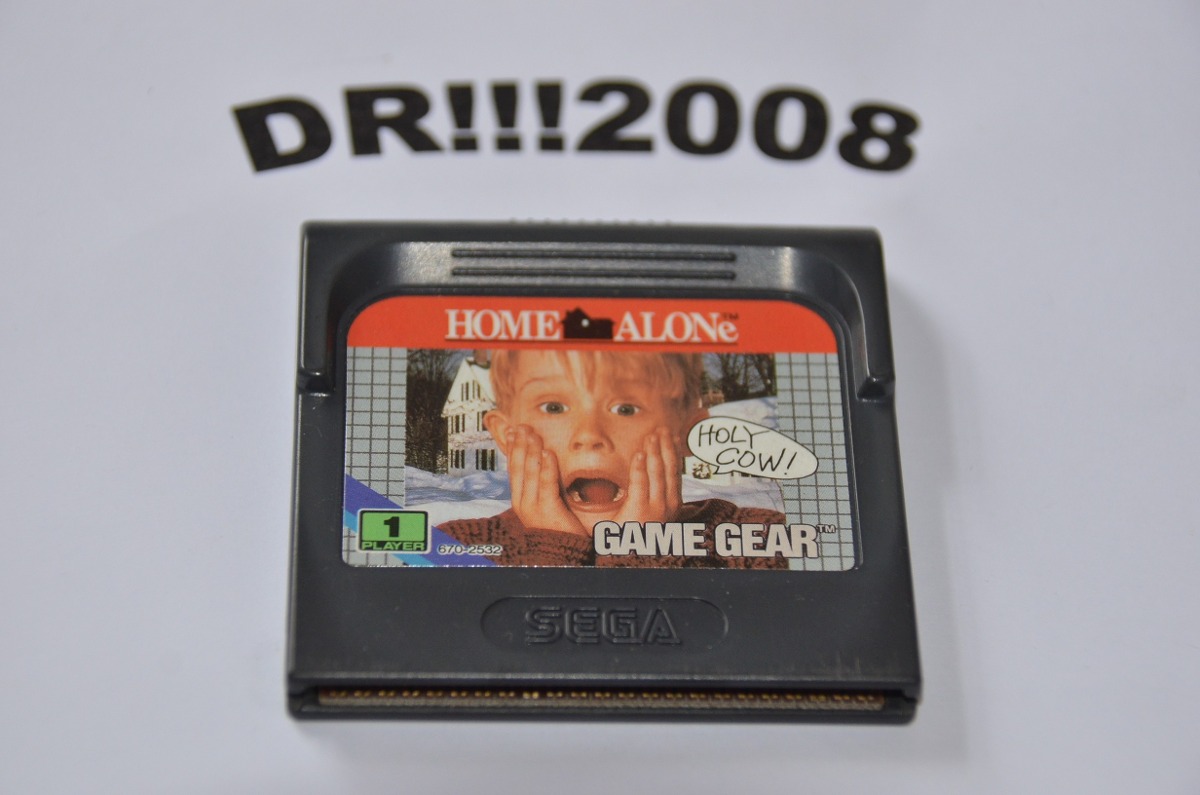 DR!!!2008
HOME ALONe™
HOLY
COW!
1
PLAYER
670-2532
GAME GEAR™
SEGA